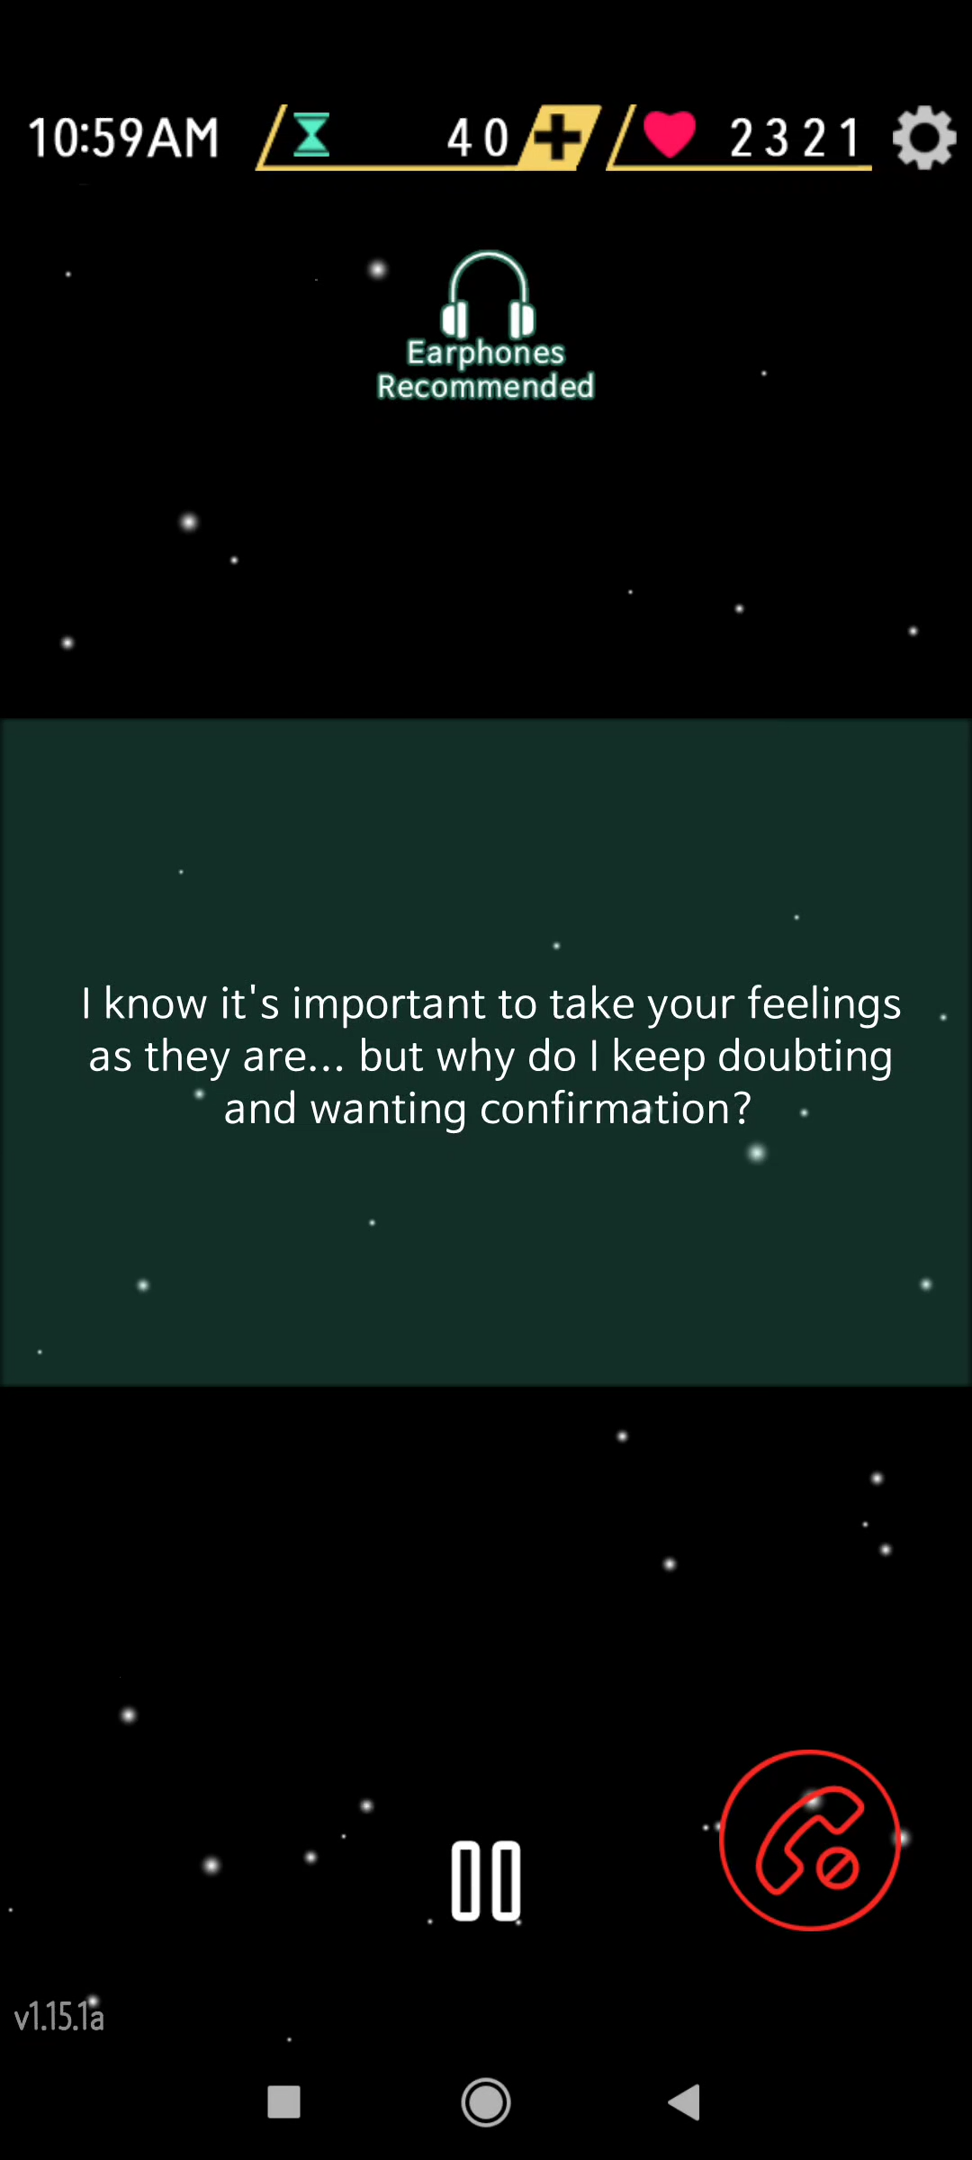 10:59AM 40 2321
Earphones
Recommended
I know it's important to take your feelings
as they are... but why do I keep doubting
and wanting confirmation?
v1.15.1a